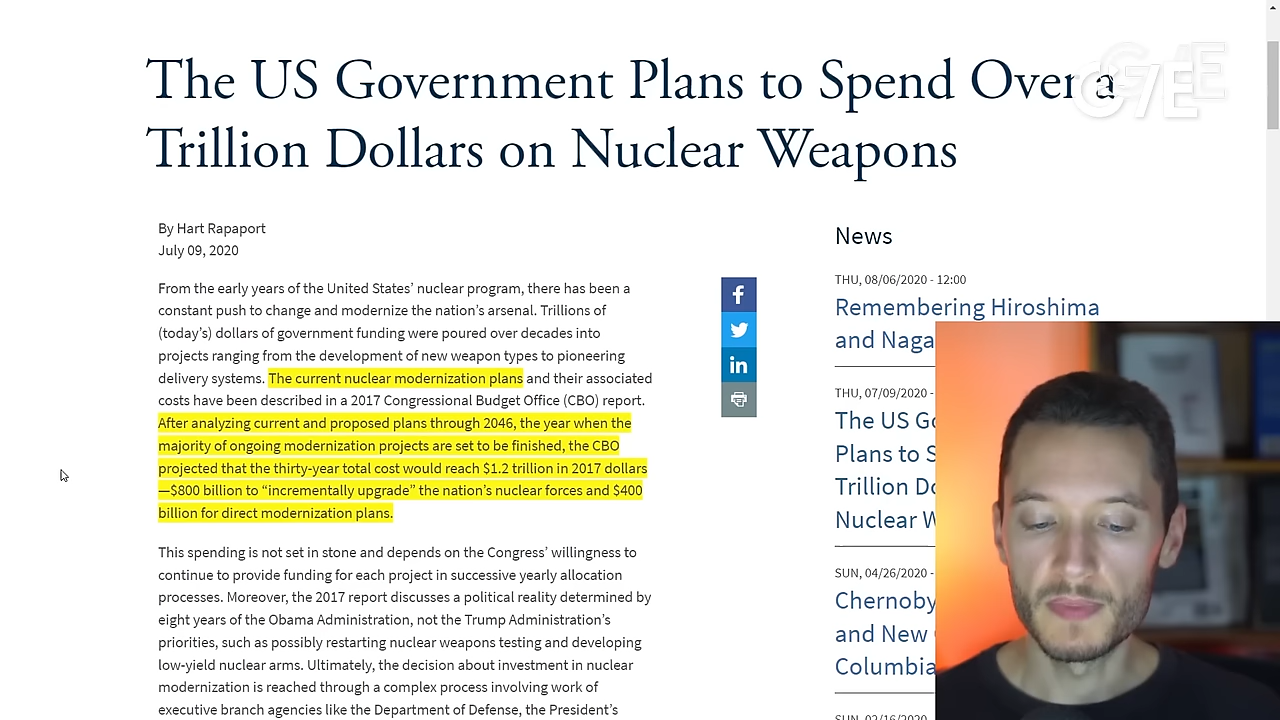 The US Government Plans to Spend Over a
Trillion Dollars on Nuclear Weapons
By Hart Rapaport
July 09, 2020
From the early years of the United States’ nuclear program, there has been a
constant push to change and modernize the nation’s arsenal. Trillions of
(today’s) dollars of government funding were poured over decades into
projects ranging from the development of new weapon types to pioneering
delivery systems. The current nuclear modernization plans and their associated
costs have been described in a 2017 Congressional Budget Office (CBO) report.
After analyzing current and proposed plans through 2046, the year when the
majority of ongoing modernization projects are set to be finished, the CBO
projected that the thirty-year total cost would reach $1.2 trillion in 2017 dollars
—$800 billion to “incrementally upgrade” the nation’s nuclear forces and $400
billion for direct modernization plans.
This spending is not set in stone and depends on the Congress’ willingness to
continue to provide funding for each project in successive yearly allocation
processes. Moreover, the 2017 report discusses a political reality determined by
eight years of the Obama Administration, not the Trump Administration’s
priorities, such as possibly restarting nuclear weapons testing and developing
low-yield nuclear arms. Ultimately, the decision about investment in nuclear
modernization is reached through a complex process involving work of
executive branch agencies like the Department of Defense, the President’s
News
THU, 08/06/2020 - 12:00
Remembering Hiroshima
and Naga
THU, 07/09/2020 -
The US Go
Plans to S
Trillion Do
Nuclear W
SUN, 04/26/2020 -
Chernoby
and New
Columbia